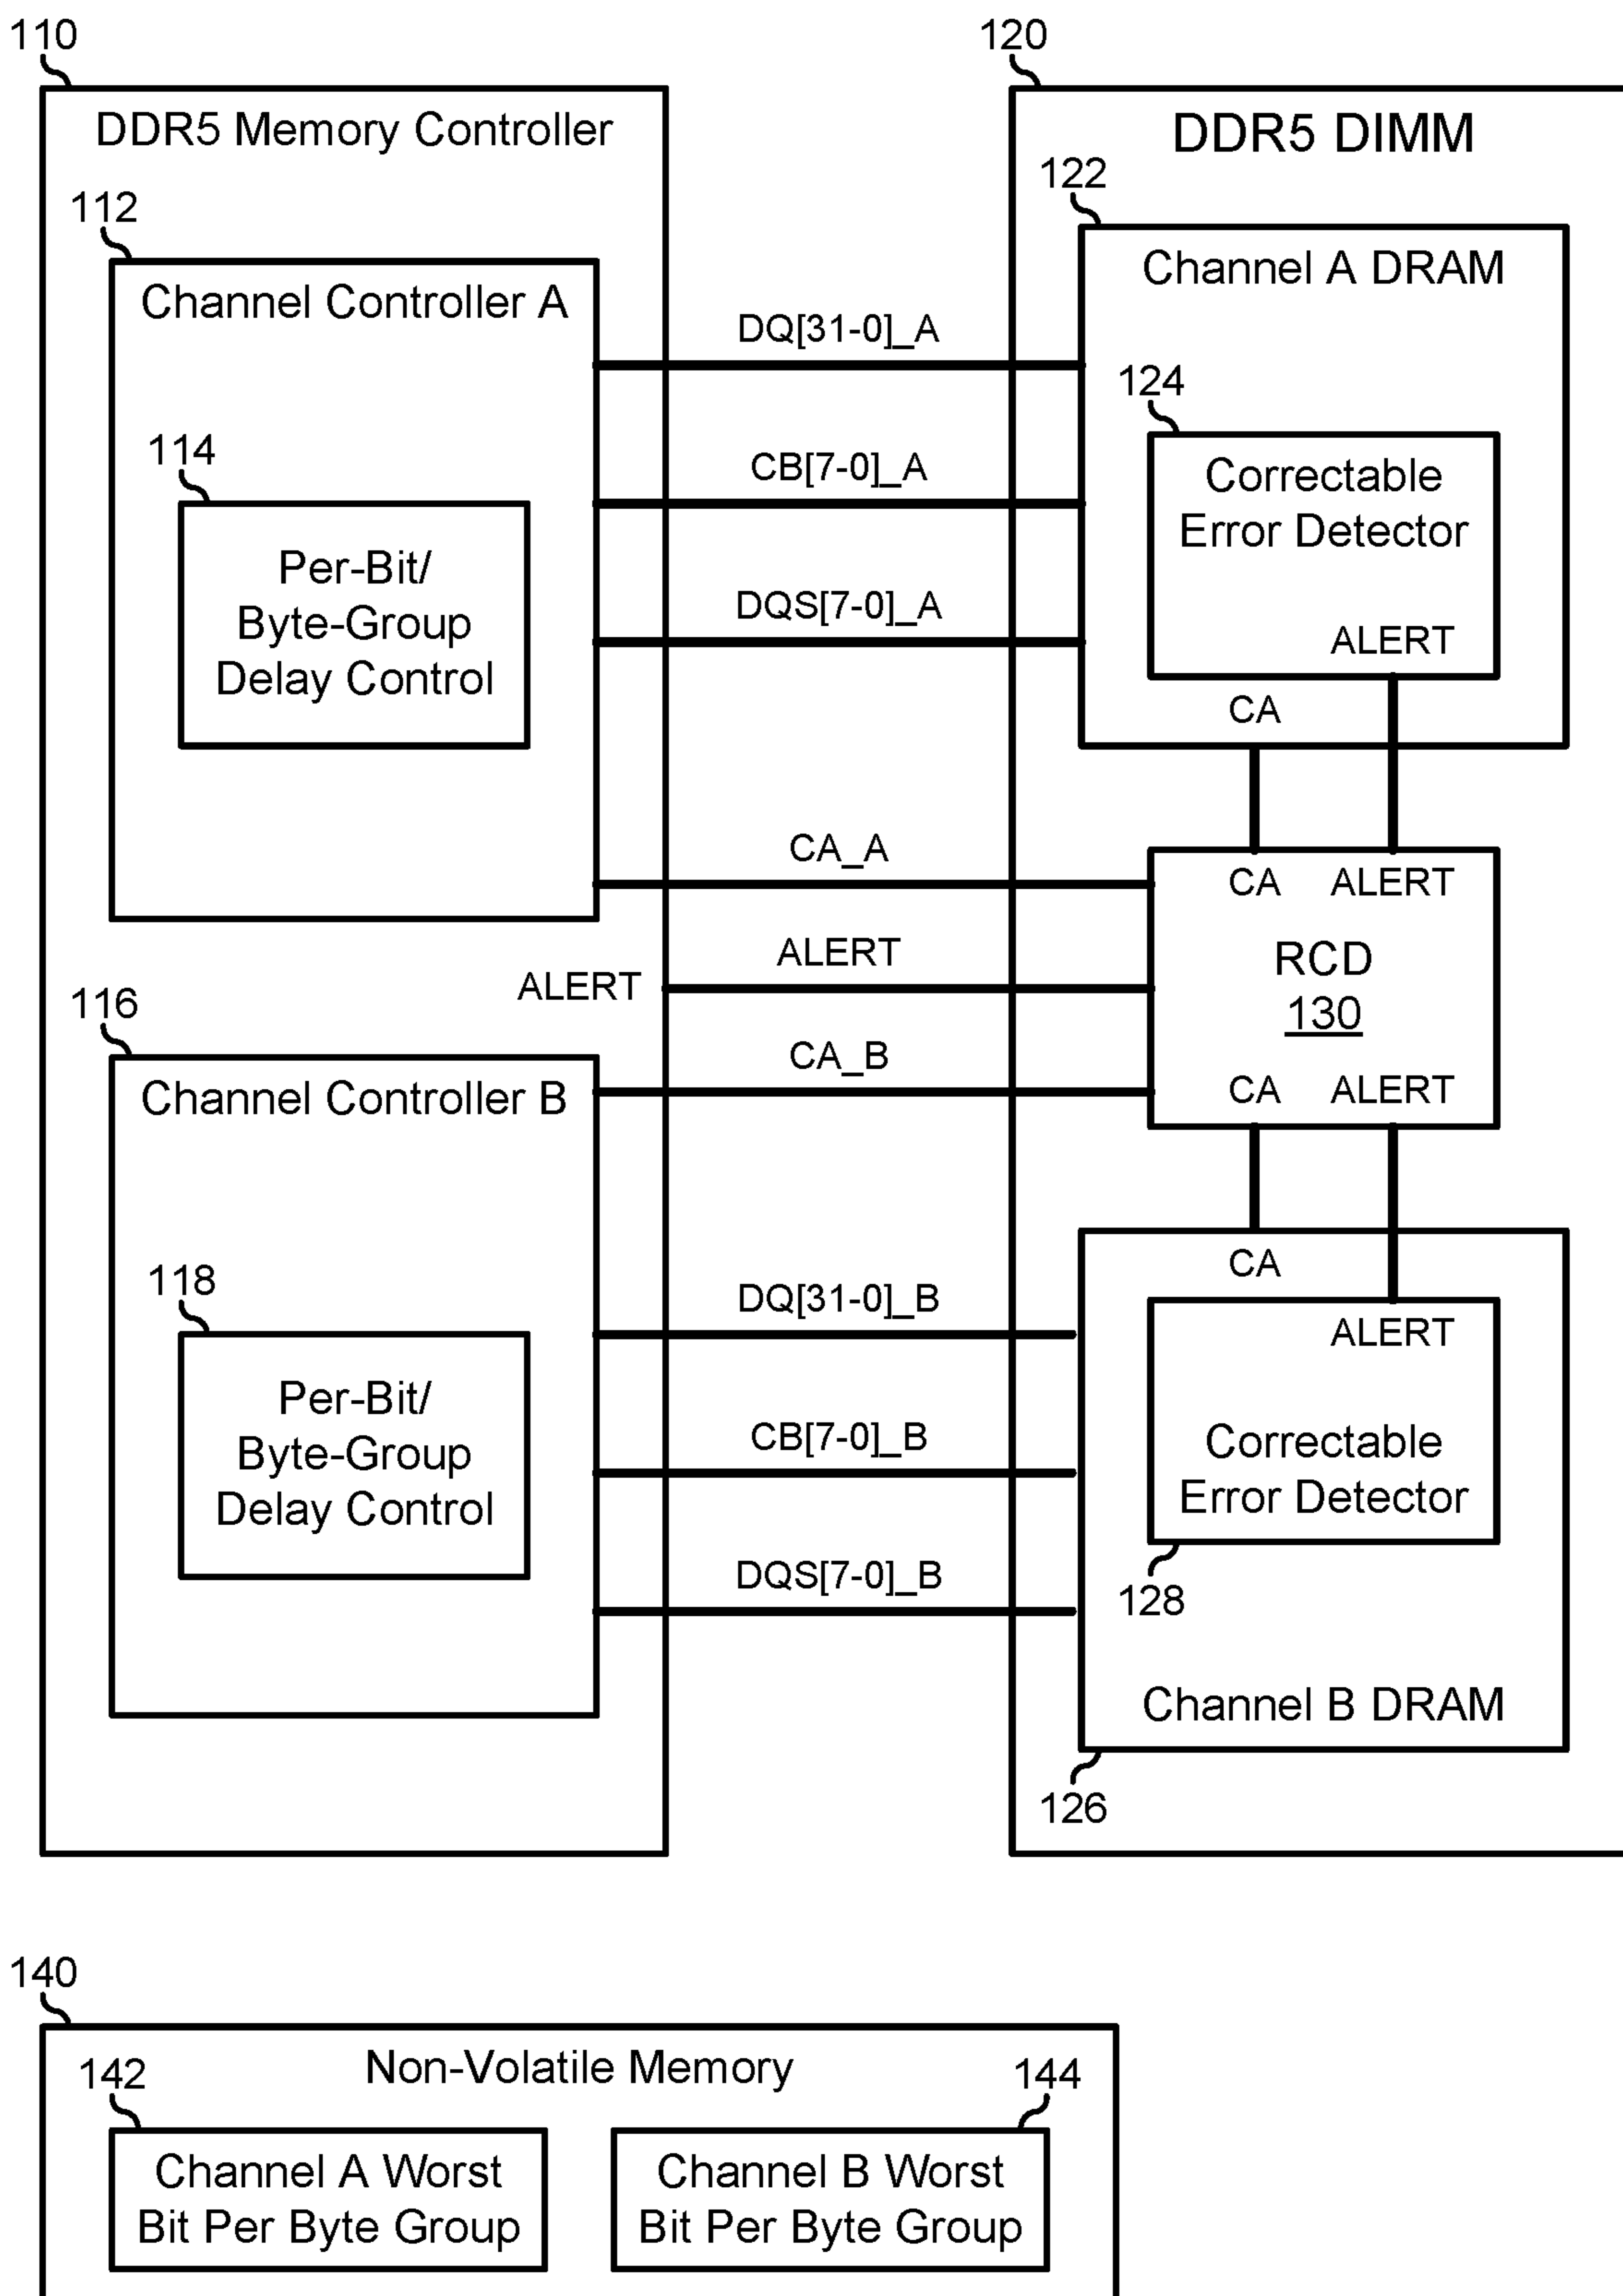 110
DDR5 Memory Controller
112
Channel Controller A
114
Per-Bit/
Byte-Group
Delay Control
116
Channel Controller B
118
Per-Bit/
Byte-Group
Delay Control
DQ[31-0]_A
CB[7-0]_A
DQS[7-0]_A
CA_A
ALERT
ALERT
CA_B
DQ[31-0]_B
CB[7-0]_B
DQS[7-0]_B
120
DDR5 DIMM
122
Channel A DRAM
124
Correctable
Error Detector
ALERT
CA
CA ALERT
RCD
130
CA ALERT
CA
ALERT
Correctable
Error Detector
128
Channel B DRAM
126
140
Non-Volatile Memory
142
Channel A Worst
Bit Per Byte Group
144
Channel B Worst
Bit Per Byte Group